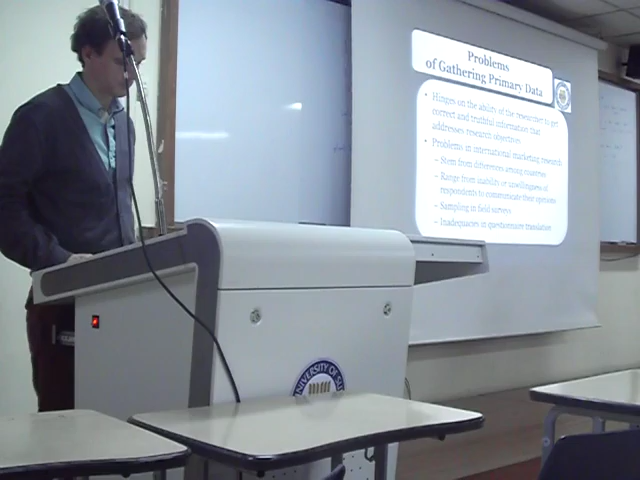 Problems
of Gathering Primary Data
• Hinges on the ability of the researcher to get
correct and truthful information that
addresses research objectives
• Problems in international marketing research
– Stem from differences among countries
– Range from inability or unwillingness of
respondents to communicate their opinions
– Sampling in field surveys
– Inadequacies in questionnaire translation
UNIVERSITY OF